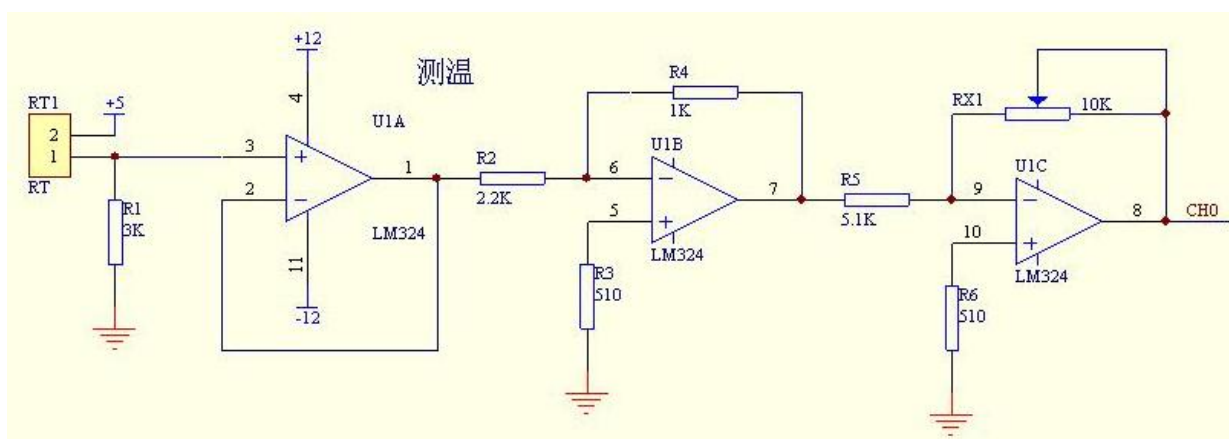 +12
测温
RT1
+5
2
1
RT
R1
3K
4
3
2
11
-12
U1A
1
LM324
R2
2.2K
R4
1K
6
5
U1B
7
LM324
R3
510
R5
5.1K
RX1
10K
9
10
U1C
8
CH0
LM324
R6
510